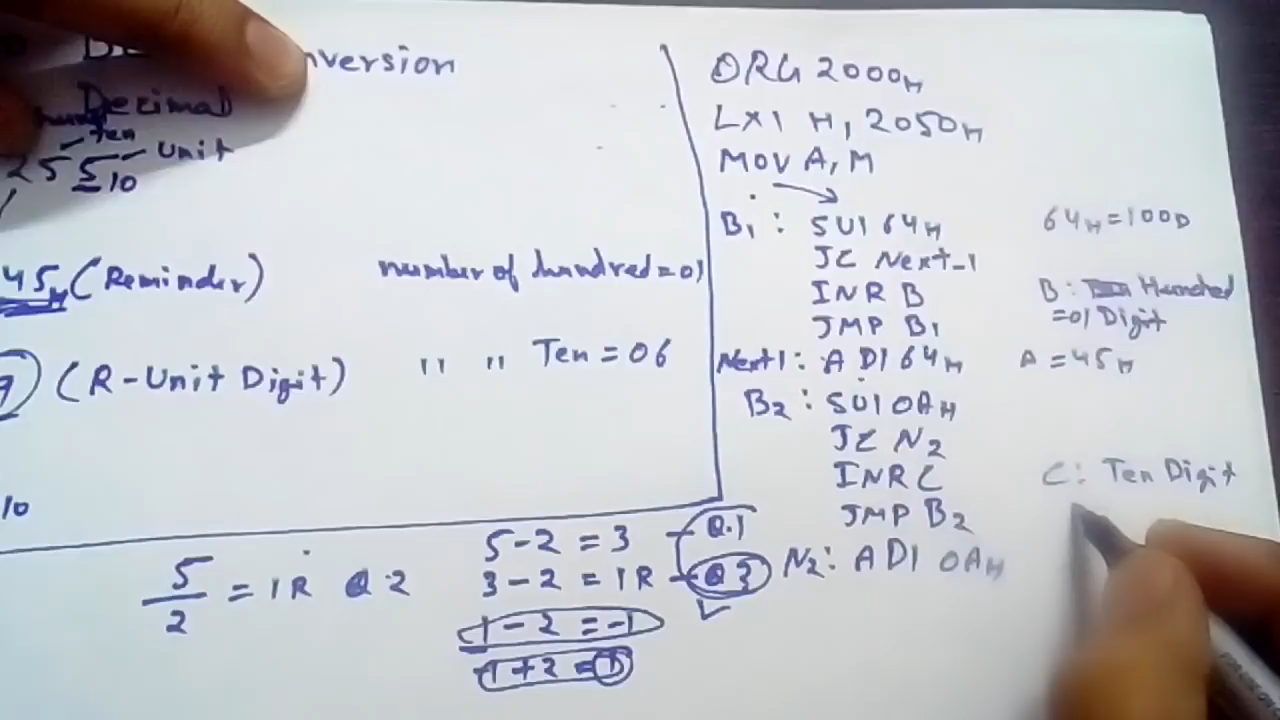 nversion
Decimal
Ten
255 Unit
10
45H (Reminder) number of hundred = 01
(R-Unit Digit) " " Ten = 06
10
5/2 = 1R Q 2
5-2 = 3 - Q.1
3-2 = 1R - Q 2
1-2 = -1
-1+2 = 1
ORG 2000H
LXI H, 2050H
MOV A, M
B1 : SUI 64H 64H = 100D
JC Next-1
INR B B: Hundred
JMP B1 =01 Digit
Next1: ADI 64H A = 45H
B2 : SUI 0AH
JC N2
INR C C: Ten Digit
JMP B2
N2: ADI 0AH